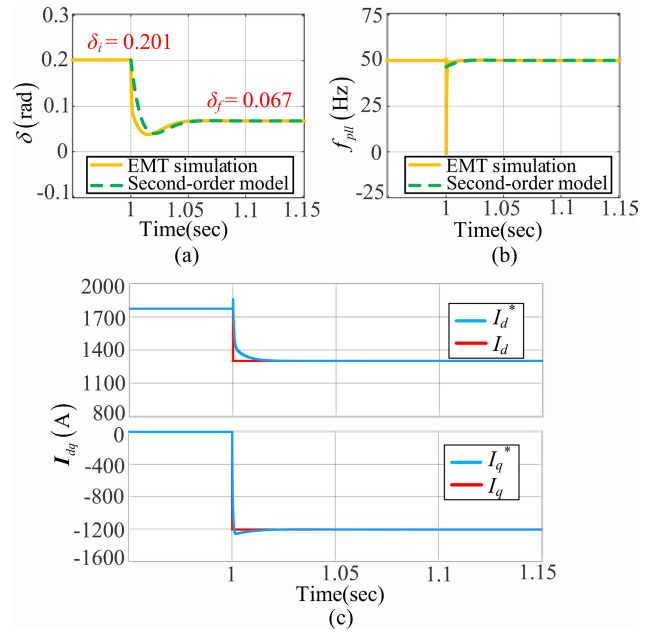 0.3
0.2
0.1
0
-0.1
δ (rad)
δi = 0.201
δf = 0.067
EMT simulation
Second-order model
1
1.05
1.1
1.15
Time(sec)
(a)
75
50
25
0
-25
fpll (Hz)
EMT simulation
Second-order model
1
1.05
1.1
1.15
Time(sec)
(b)
2000
1700
1400
1100
800
Id*
Id
Idq (A)
0
-400
-800
-1200
-1600
Iq*
Iq
1
1.05
1.1
1.15
Time(sec)
(c)